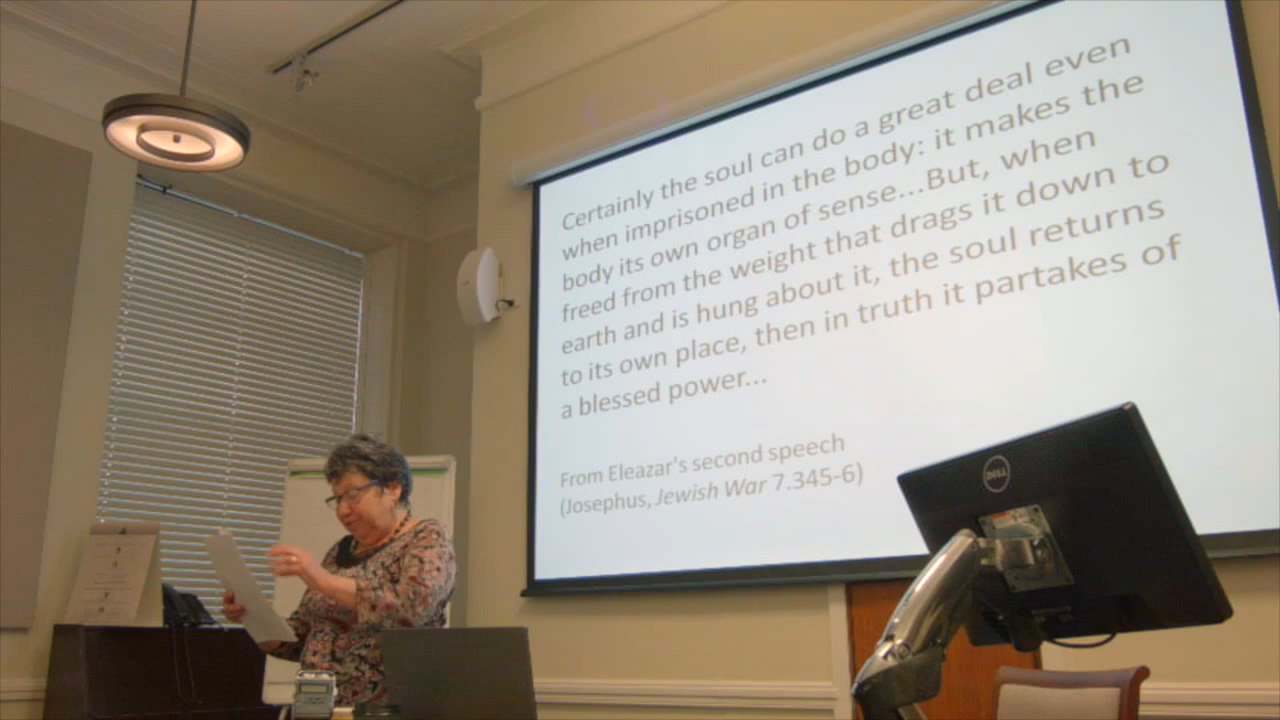 Certainly the soul can do a great deal even
when imprisoned in the body: it makes the
body its own organ of sense...But, when
freed from the weight that drags it down to
earth and is hung about it, the soul returns
to its own place, then in truth it partakes of
a blessed power...
From Eleazar's second speech
(Josephus, Jewish War 7.345-6)
DELL